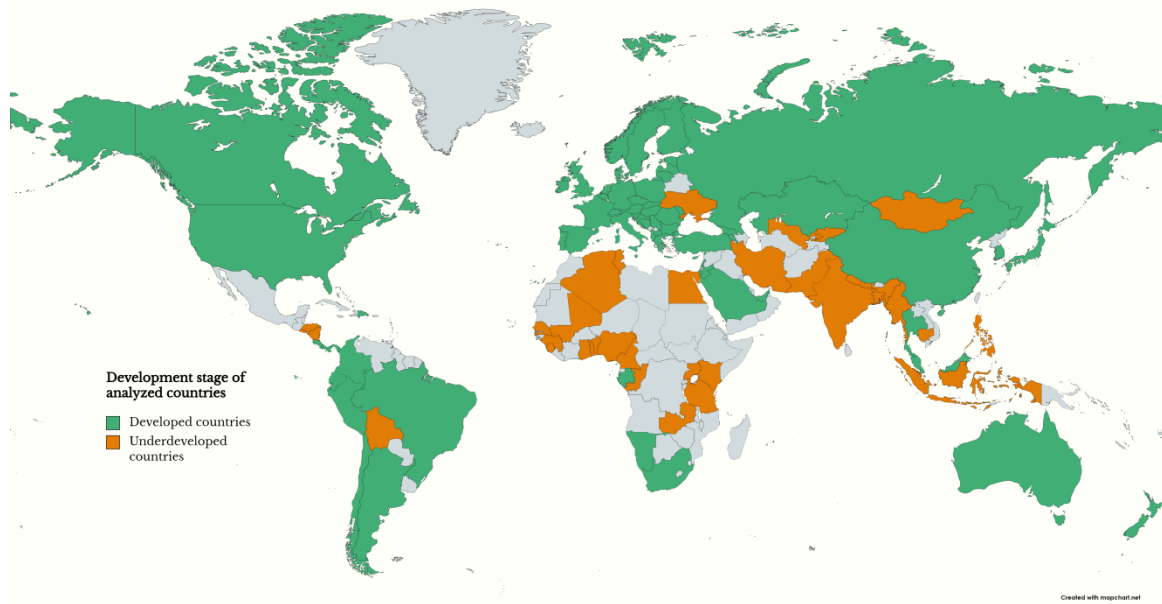 Development stage of
analyzed countries
Developed countries
Underdeveloped
countries
Created with mapchart.net